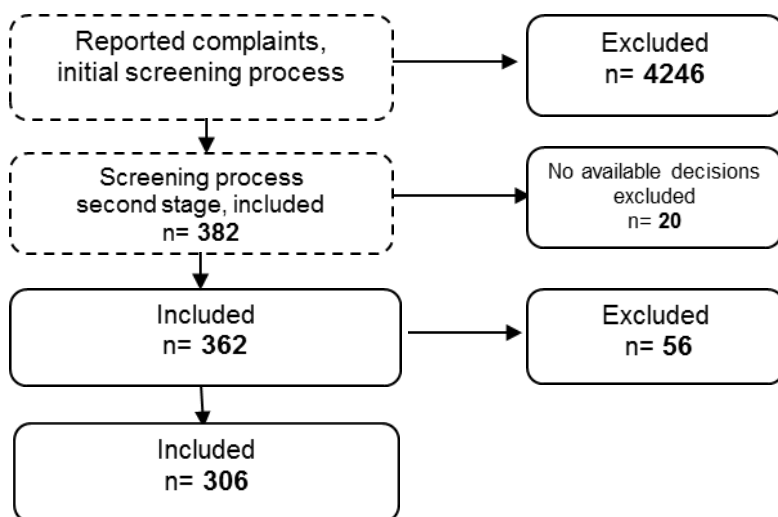 Reported complaints,
initial screening process
Excluded
n= 4246
Screening process
second stage, included
n= 382
No available decisions
excluded
n= 20
Included
n= 362
Excluded
n= 56
Included
n= 306